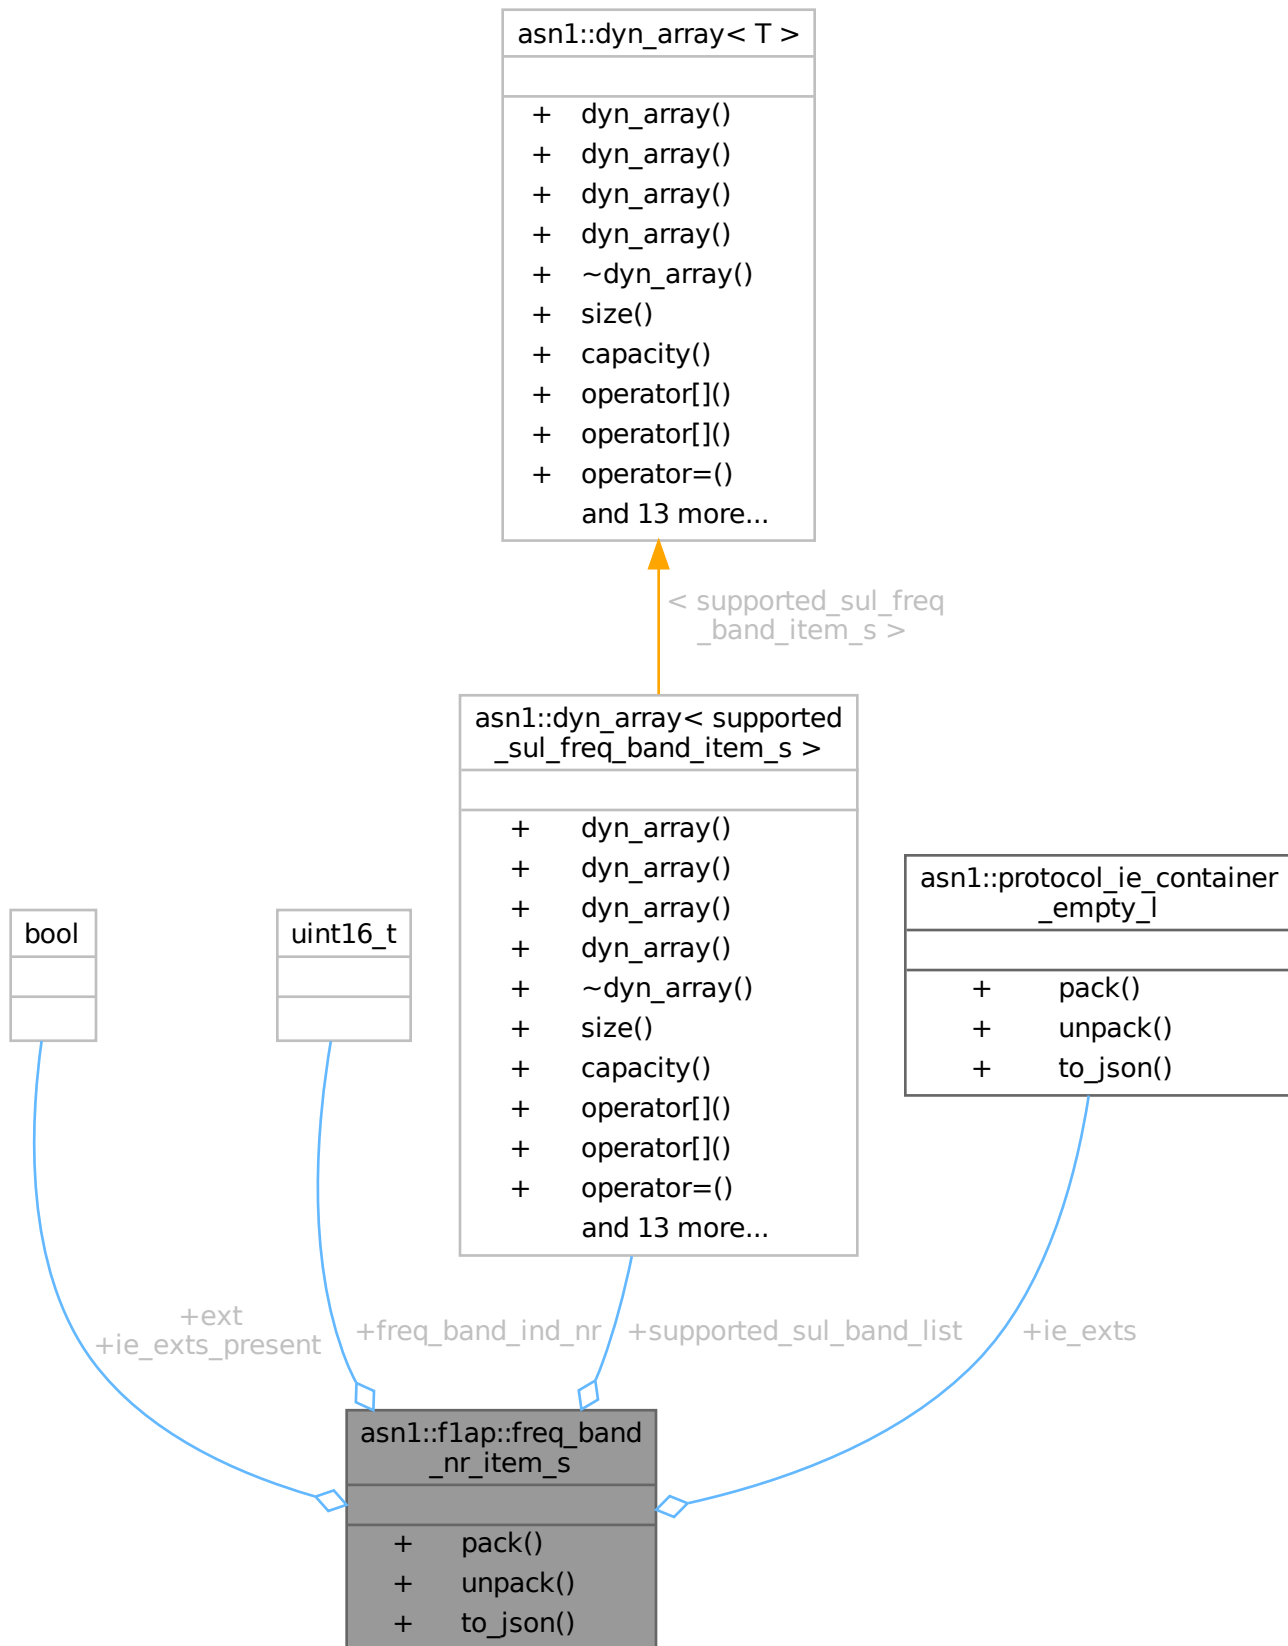 asn1::dyn_array< T >
+ dyn_array()
+ dyn_array()
+ dyn_array()
+ dyn_array()
+ ~dyn_array()
+ size()
+ capacity()
+ operator[]()
+ operator[]()
+ operator=()
and 13 more...
< supported_sul_freq
_band_item_s >
asn1::dyn_array< supported
_sul_freq_band_item_s >
+ dyn_array()
+ dyn_array()
+ dyn_array()
+ dyn_array()
+ ~dyn_array()
+ size()
+ capacity()
+ operator[]()
+ operator[]()
+ operator=()
and 13 more...
asn1::protocol_ie_container
_empty_l
+ pack()
+ unpack()
+ to_json()
bool
uint16_t
+ext
+ie_exts_present
+freq_band_ind_nr
+supported_sul_band_list
+ie_exts
asn1::f1ap::freq_band
_nr_item_s
+ pack()
+ unpack()
+ to_json()